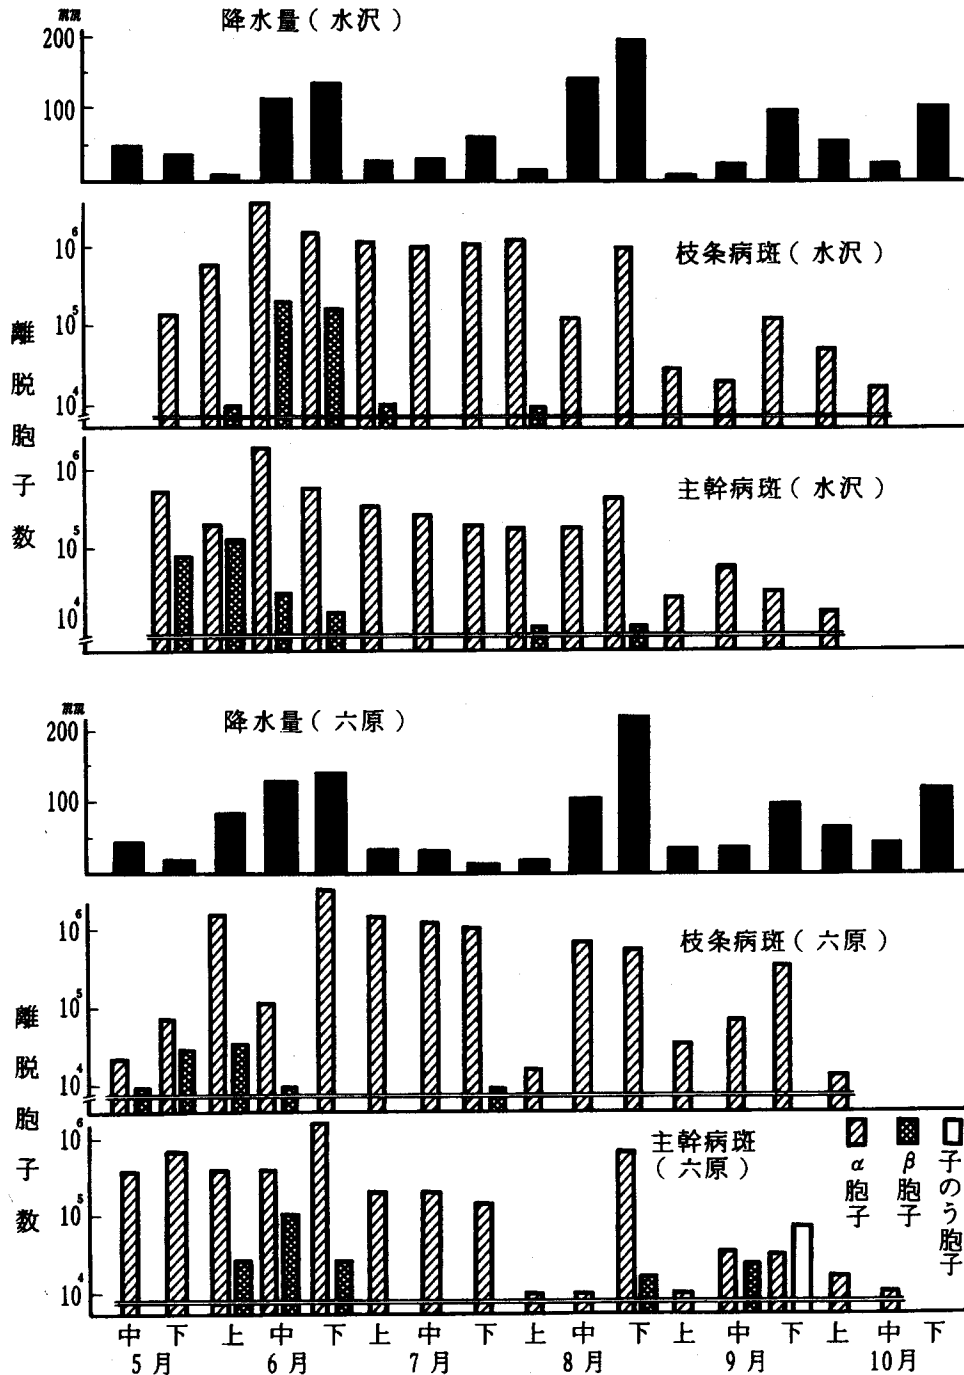 mm
降水量(水沢)
200
100
枝条病斑(水沢)
10⁶
10⁵
10⁴
離脱胞子数
主幹病斑(水沢)
10⁶
10⁵
10⁴
mm
降水量(六原)
200
100
枝条病斑(六原)
10⁶
10⁵
10⁴
離脱胞子数
主幹病斑
(六原)
10⁶
10⁵
10⁴
α胞子
β胞子
子のう胞子
中 下 上 中 下 上 中 下 上 中 下 上 中 下 上 中 下
5月 6月 7月 8月 9月 10月